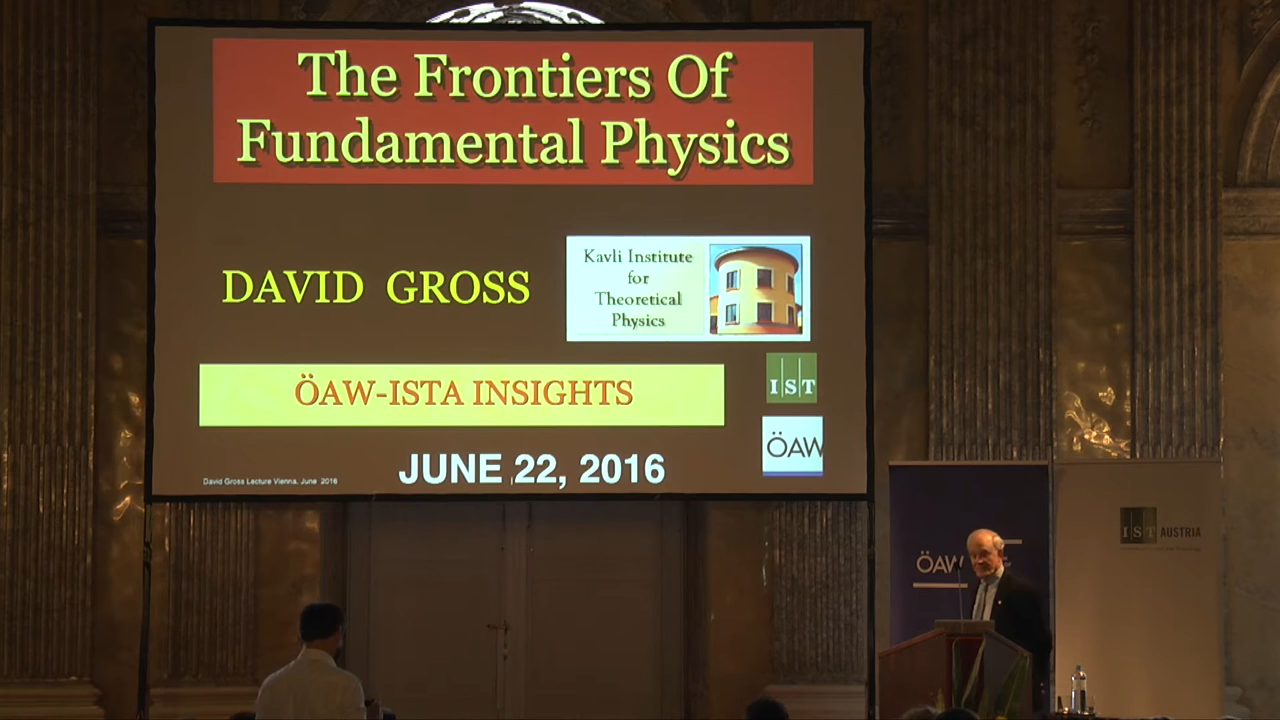 The Frontiers Of
Fundamental Physics
DAVID GROSS
Kavli Institute
for
Theoretical
Physics
ÖAW-ISTA INSIGHTS
IST
ÖAW
JUNE 22, 2016
David Gross Lecture Vienna, June 2016
IST AUSTRIA
ÖAW